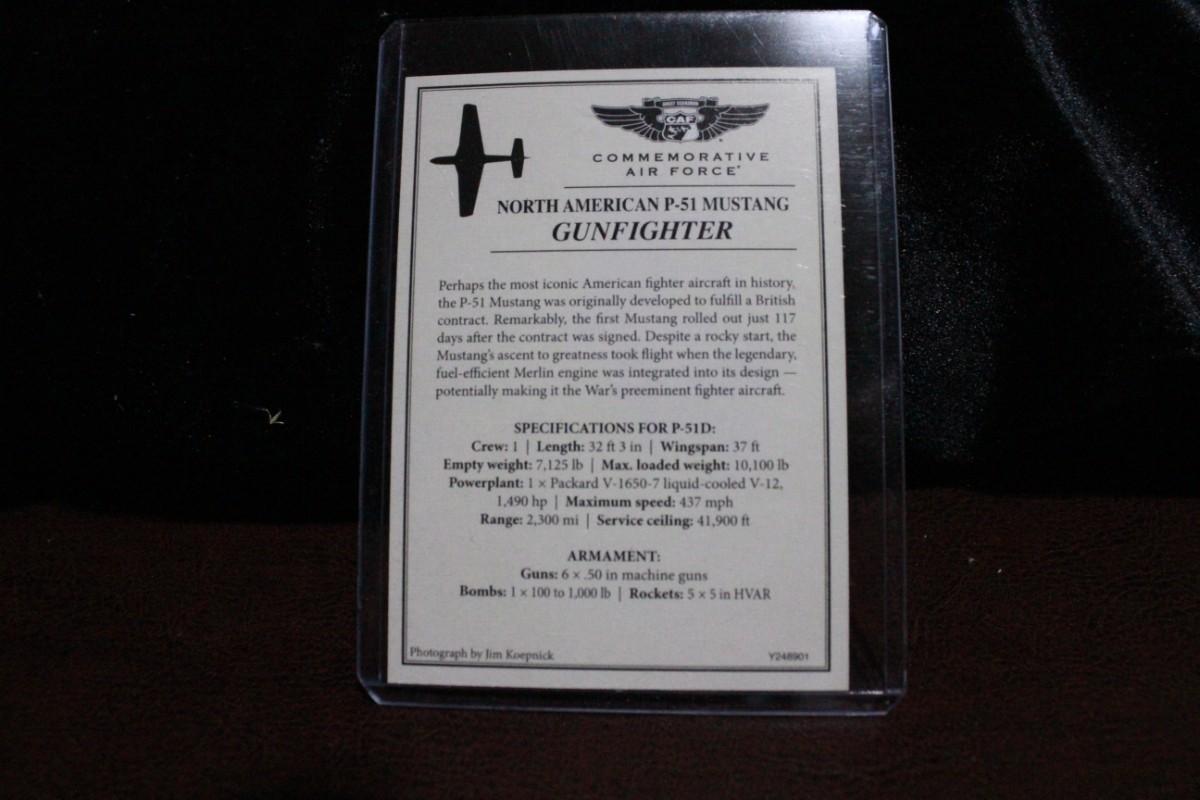 GHOST SQUADRON
CAF
COMMEMORATIVE
AIR FORCE
NORTH AMERICAN P-51 MUSTANG
GUNFIGHTER
Perhaps the most iconic American fighter aircraft in history,
the P-51 Mustang was originally developed to fulfill a British
contract. Remarkably, the first Mustang rolled out just 117
days after the contract was signed. Despite a rocky start, the
Mustang's ascent to greatness took flight when the legendary,
fuel-efficient Merlin engine was integrated into its design —
potentially making it the War's preeminent fighter aircraft.
SPECIFICATIONS FOR P-51D:
Crew: 1 | Length: 32 ft 3 in | Wingspan: 37 ft
Empty weight: 7,125 lb | Max. loaded weight: 10,100 lb
Powerplant: 1 × Packard V-1650-7 liquid-cooled V-12,
1,490 hp | Maximum speed: 437 mph
Range: 2,300 mi | Service ceiling: 41,900 ft
ARMAMENT:
Guns: 6 × .50 in machine guns
Bombs: 1 × 100 to 1,000 lb | Rockets: 5 × 5 in HVAR
Photograph by Jim Koepnick
Y248901